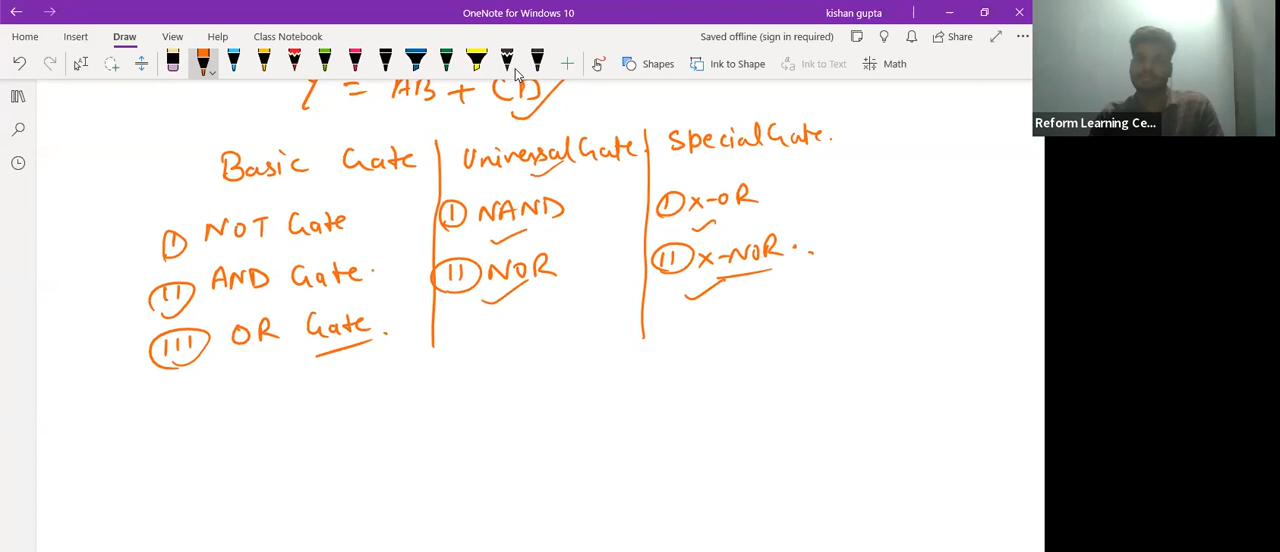 OneNote for Windows 10
kishan gupta
Home Insert Draw View Help Class Notebook
Saved offline (sign in required)
Share
Shapes
Ink to Shape
Ink to Text
Math
Reform Learning Ce...
= AB + CD
Basic Gate
I NOT Gate
II AND Gate.
III OR Gate.
Universal Gate
I NAND
II NOR
Special Gate.
I X-OR
II X-NOR